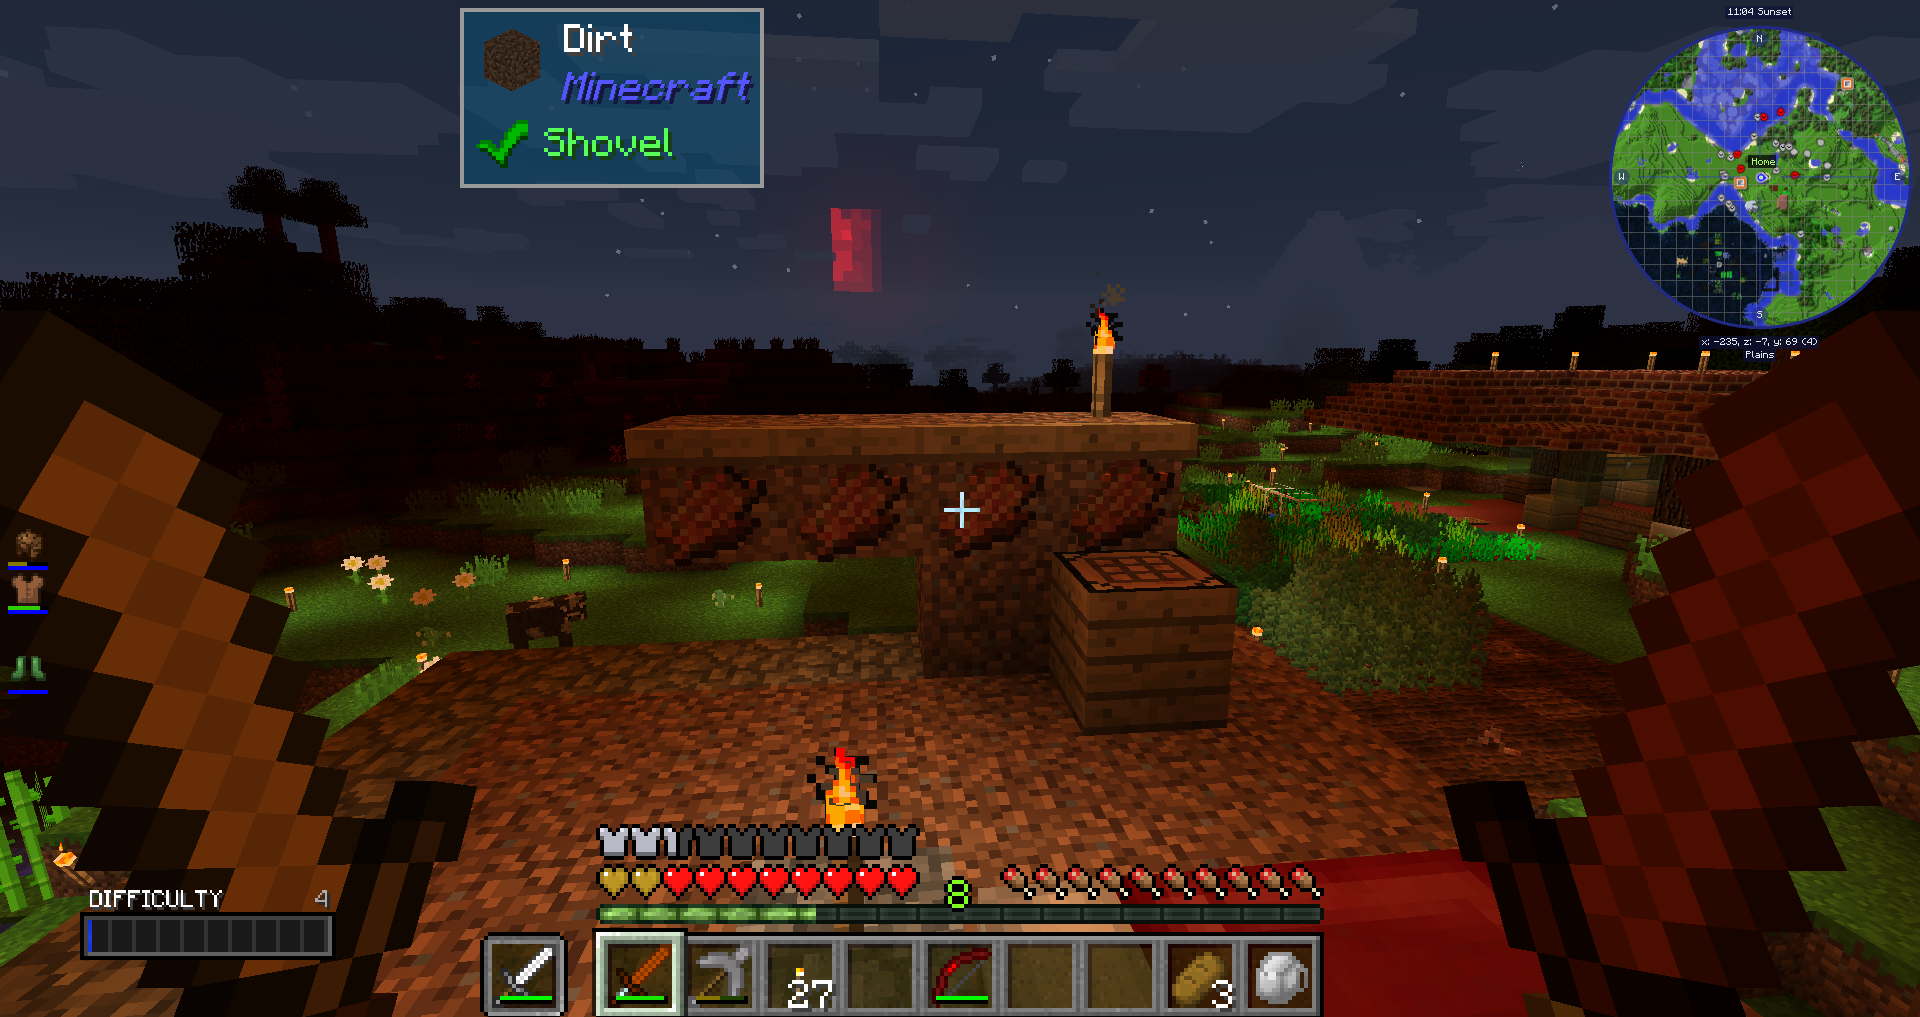 Dirt
Minecraft
Shovel
11:04 Sunset
N
Home
W
E
S
x: -235, z: -7, y: 69 (4)
Plains
DIFFICULTY 4
8
27
3